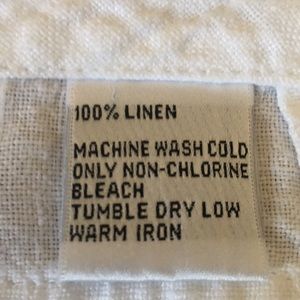 100% LINEN
MACHINE WASH COLD
ONLY NON-CHLORINE
BLEACH
TUMBLE DRY LOW
WARM IRON